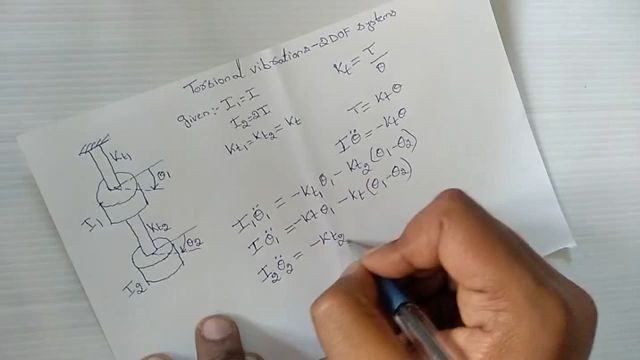 Torsional vibrations-2DOF systems
given:- I₁=I
I₂=2I
Kt₁=Kt₂=Kt
Kt=T/θ
T=Ktθ
Iθ̈=-Ktθ
Kt₁
θ₁
I₁
Kt₂
θ₂
I₂
I₁θ̈₁=-Kt₁θ₁-Kt₂(θ₁-θ₂)
Iθ̈₁=-Ktθ₁-Kt(θ₁-θ₂)
I₂θ̈₂=-Kt₂